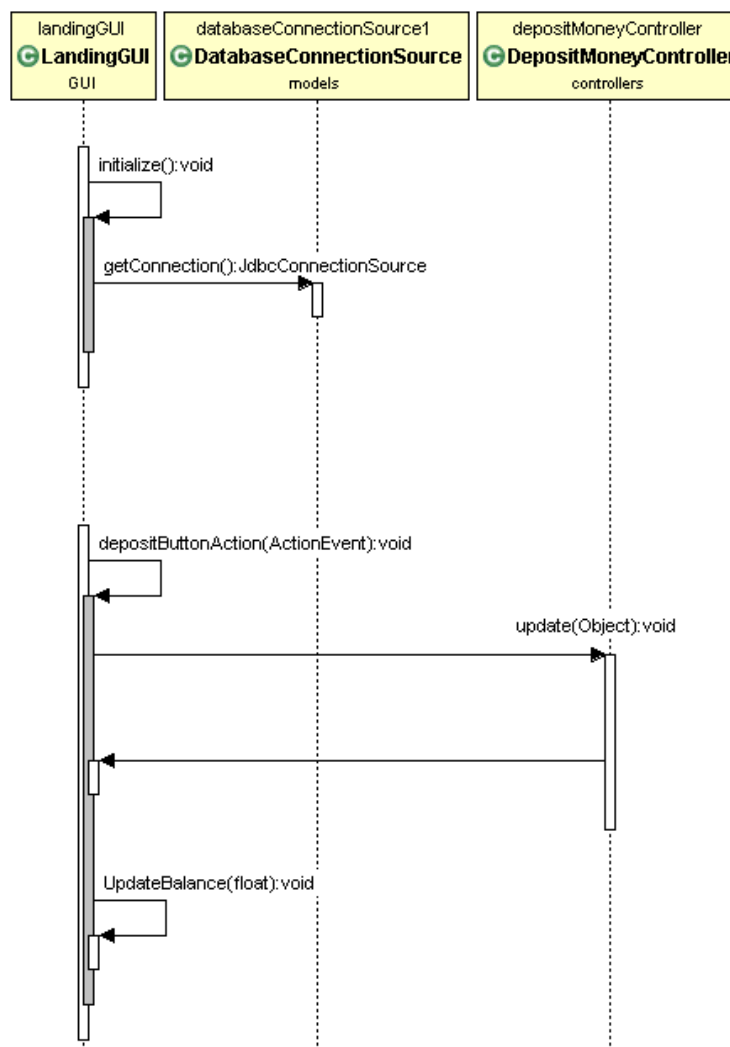 landingGUI
LandingGUI
GUI
databaseConnectionSource1
DatabaseConnectionSource
models
depositMoneyController
DepositMoneyController
controllers
initialize():void
getConnection():JdbcConnectionSource
depositButtonAction(ActionEvent):void
update(Object):void
UpdateBalance(float):void